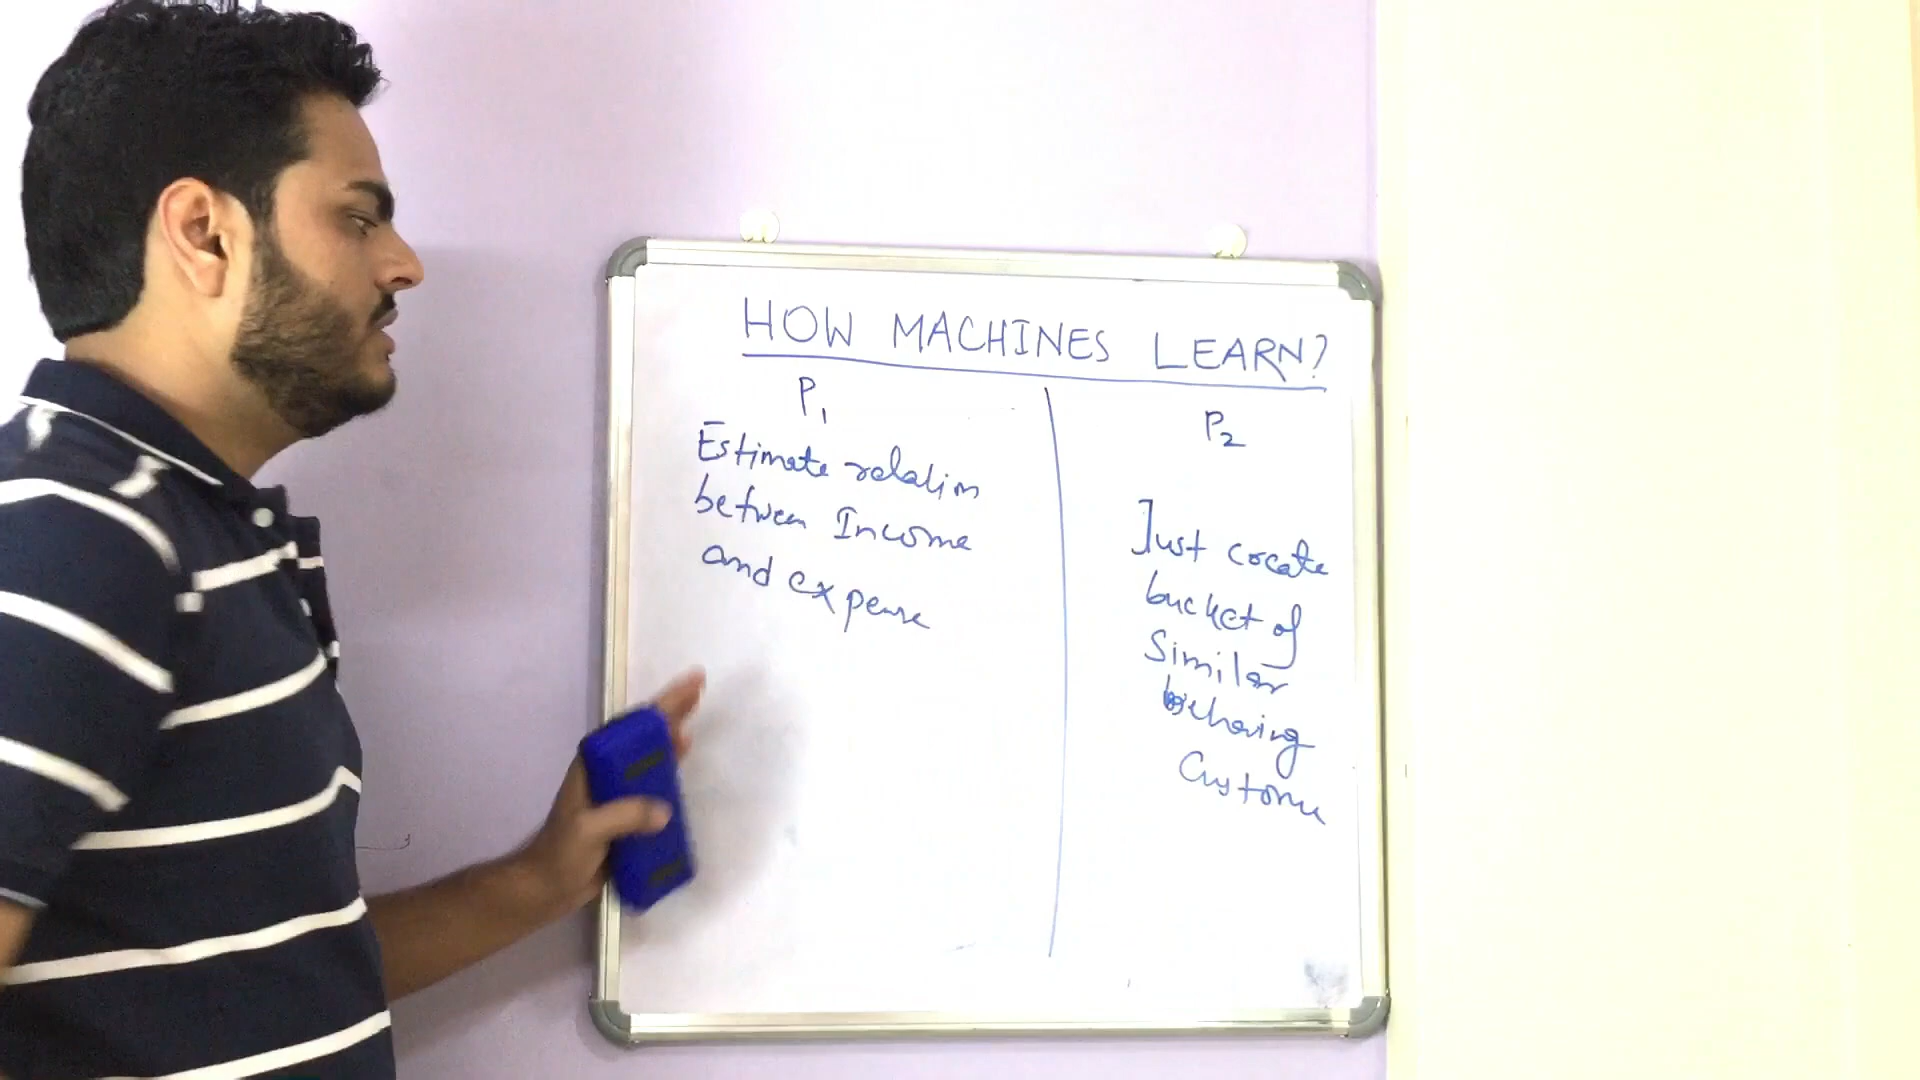 HOW MACHINES LEARN?
P1
Estimate relation
between Income
and expense
P2
Just create
bucket of
Similar
behaving
Customer